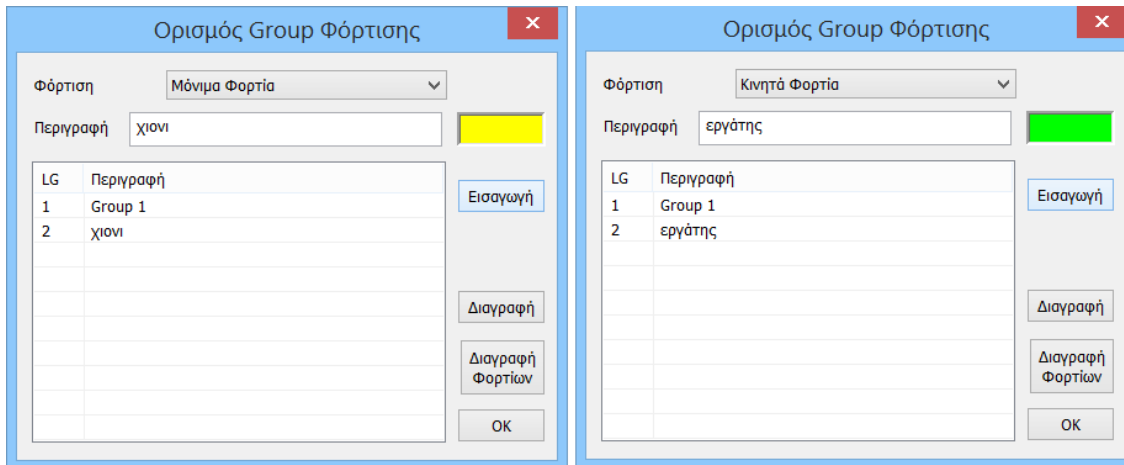 Ορισμός Group Φόρτισης
Φόρτιση Μόνιμα Φορτία
Περιγραφή χιονι
LG Περιγραφή
1 Group 1
2 χιονι
Εισαγωγή
Διαγραφή
Διαγραφή
Φορτίων
OK
Ορισμός Group Φόρτισης
Φόρτιση Κινητά Φορτία
Περιγραφή εργάτης
LG Περιγραφή
1 Group 1
2 εργάτης
Εισαγωγή
Διαγραφή
Διαγραφή
Φορτίων
OK